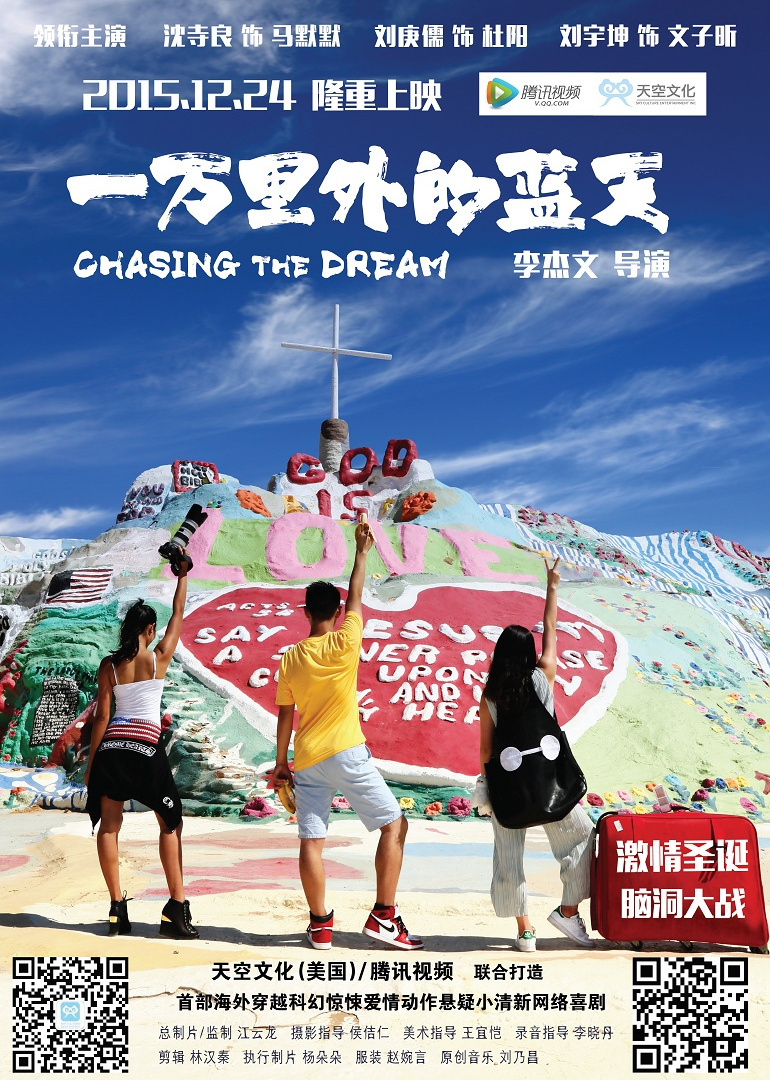 领衔主演 沈寺良 饰 马默默 刘庚儒 饰 杜阳 刘宇坤 饰 文子昕
2015.12.24 隆重上映
腾讯视频
V.QQ.COM
天空文化
SKY CULTURE ENTERTAINMENT INC
一万里外的蓝天
CHASING THE DREAM 李杰文 导演
GOD
IS
LOVE
ACTS
SAY JESUS
A
UPON
AND
激情圣诞
脑洞大战
天空文化(美国)/腾讯视频 联合打造
首部海外穿越科幻惊悚爱情动作悬疑小清新网络喜剧
总制片/监制 江云龙 摄影指导 侯佶仁 美术指导 王宜恺 录音指导 李晓丹
剪辑 林汉秦 执行制片 杨朵朵 服装 赵婉言 原创音乐 刘乃昌